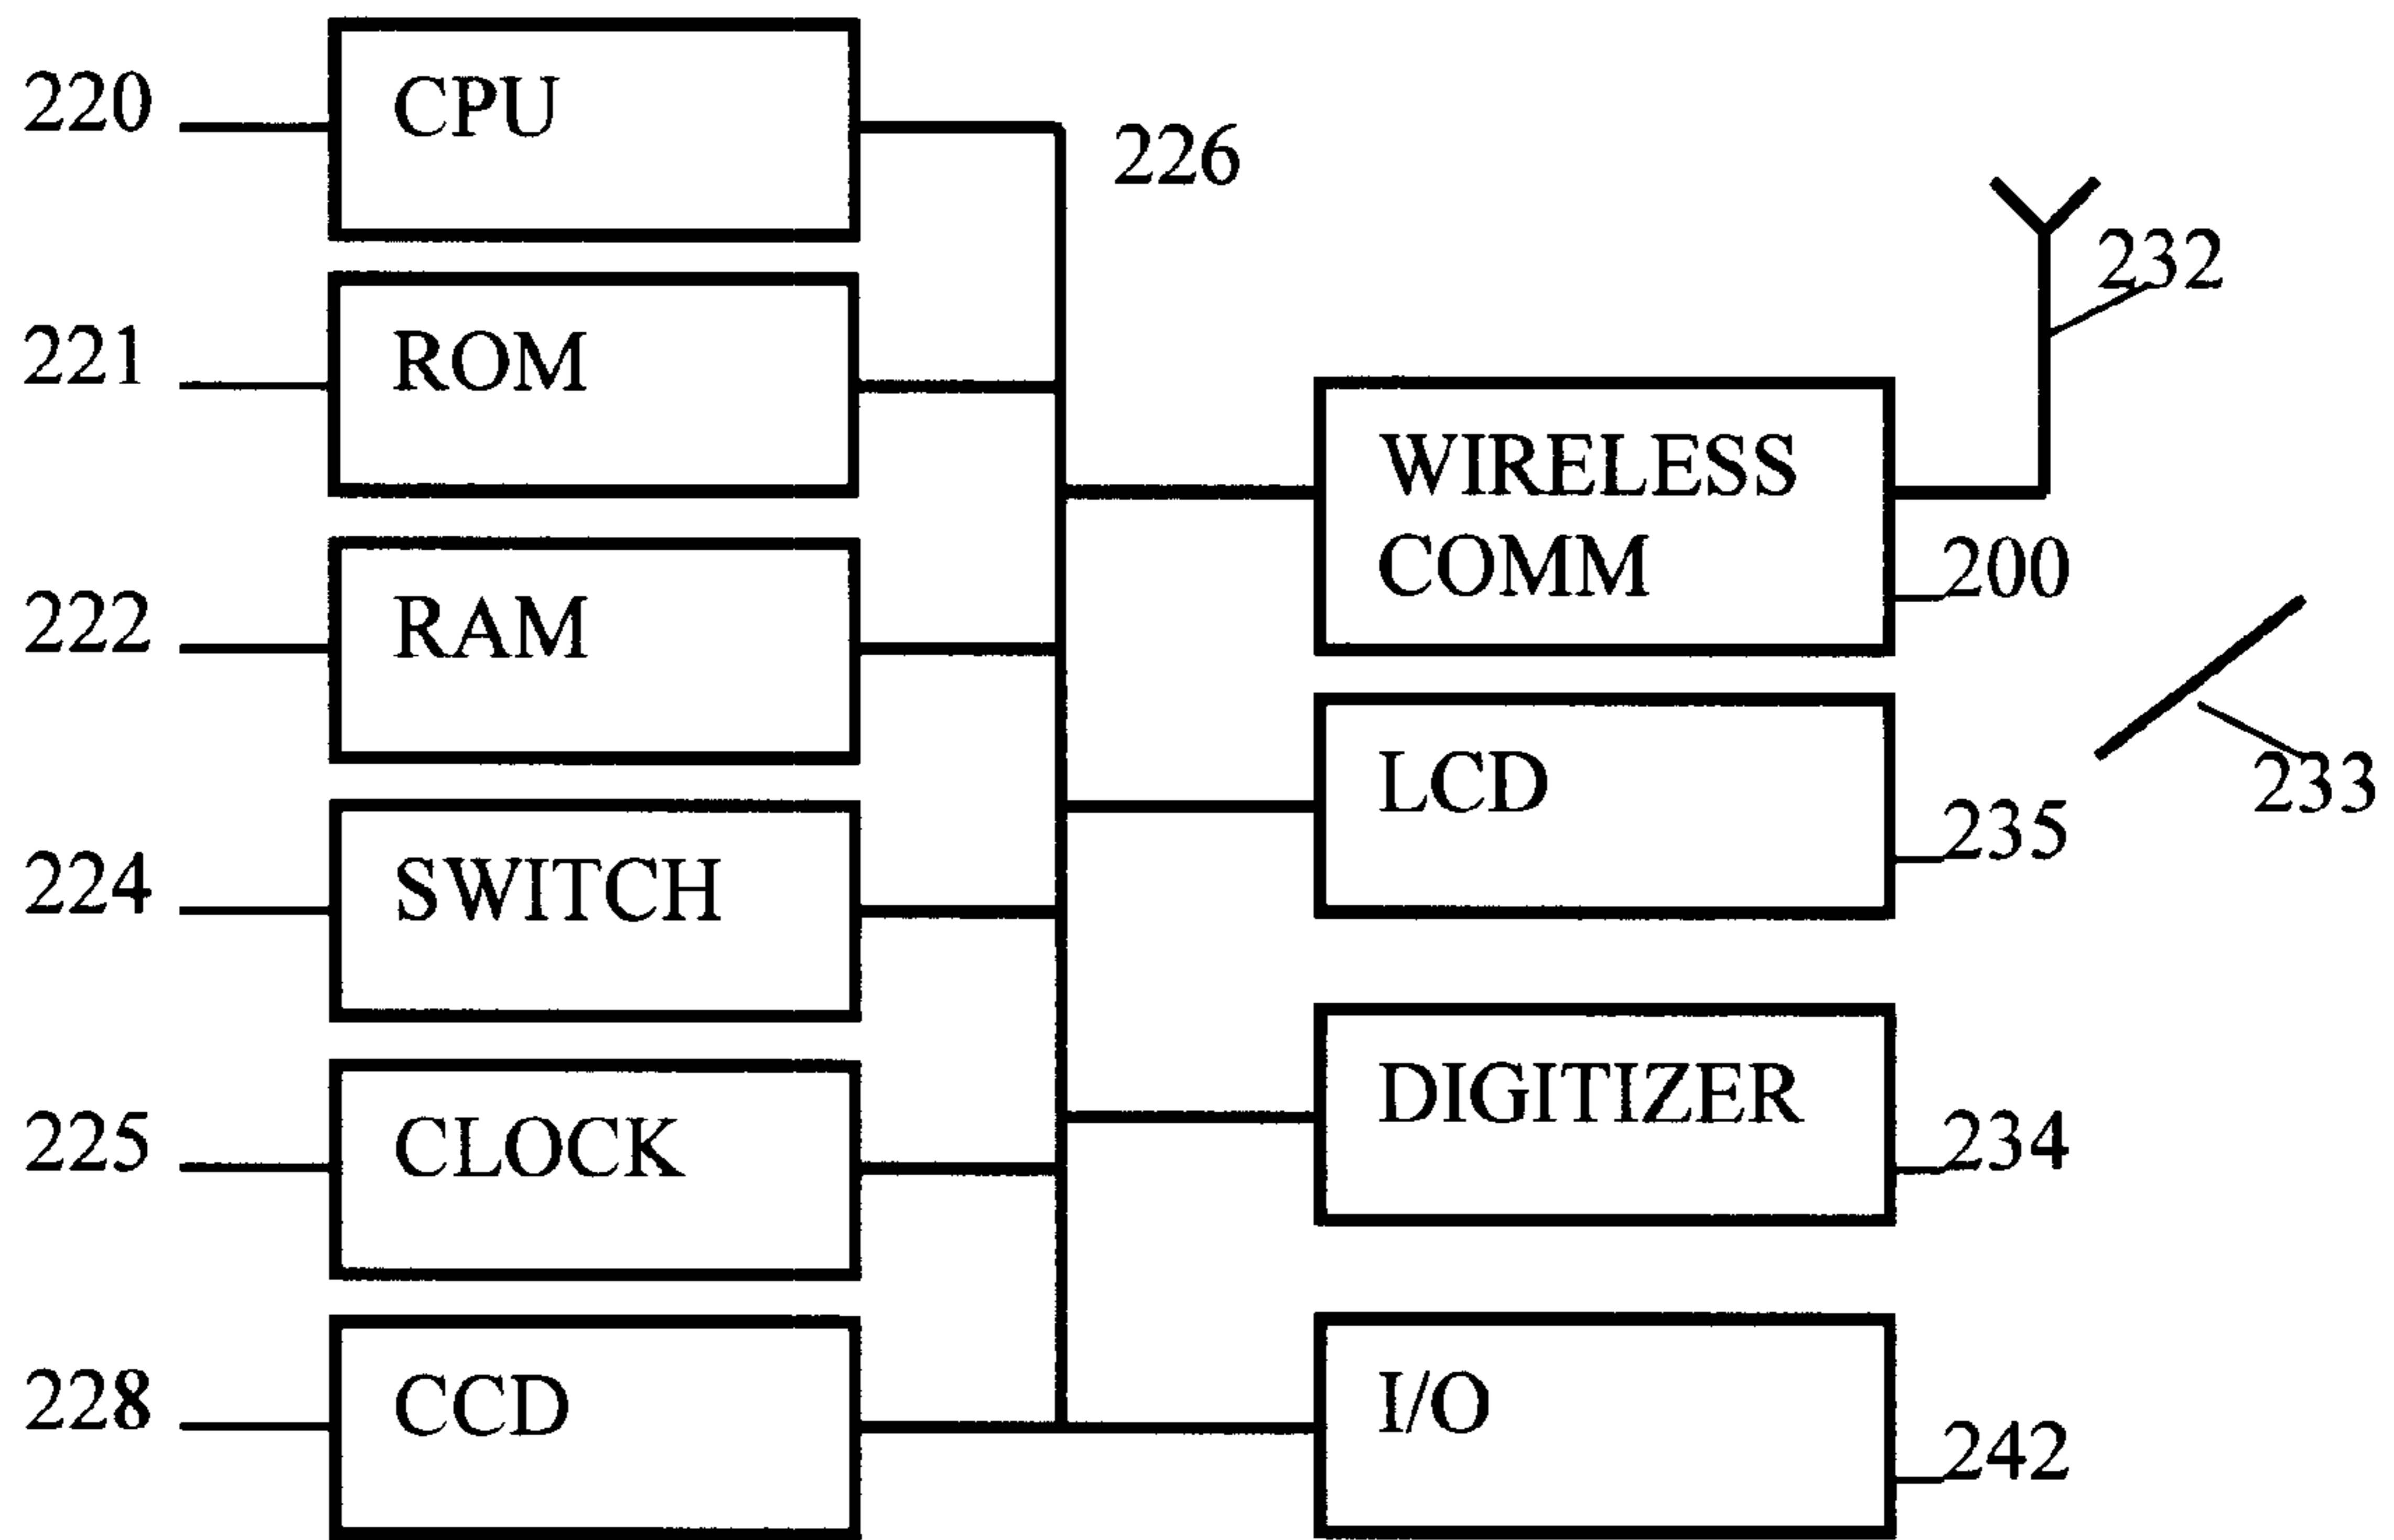 220
CPU
226
221
ROM
232
WIRELESS
COMM
200
222
RAM
LCD
233
235
224
SWITCH
DIGITIZER
234
225
CLOCK
228
CCD
I/O
242